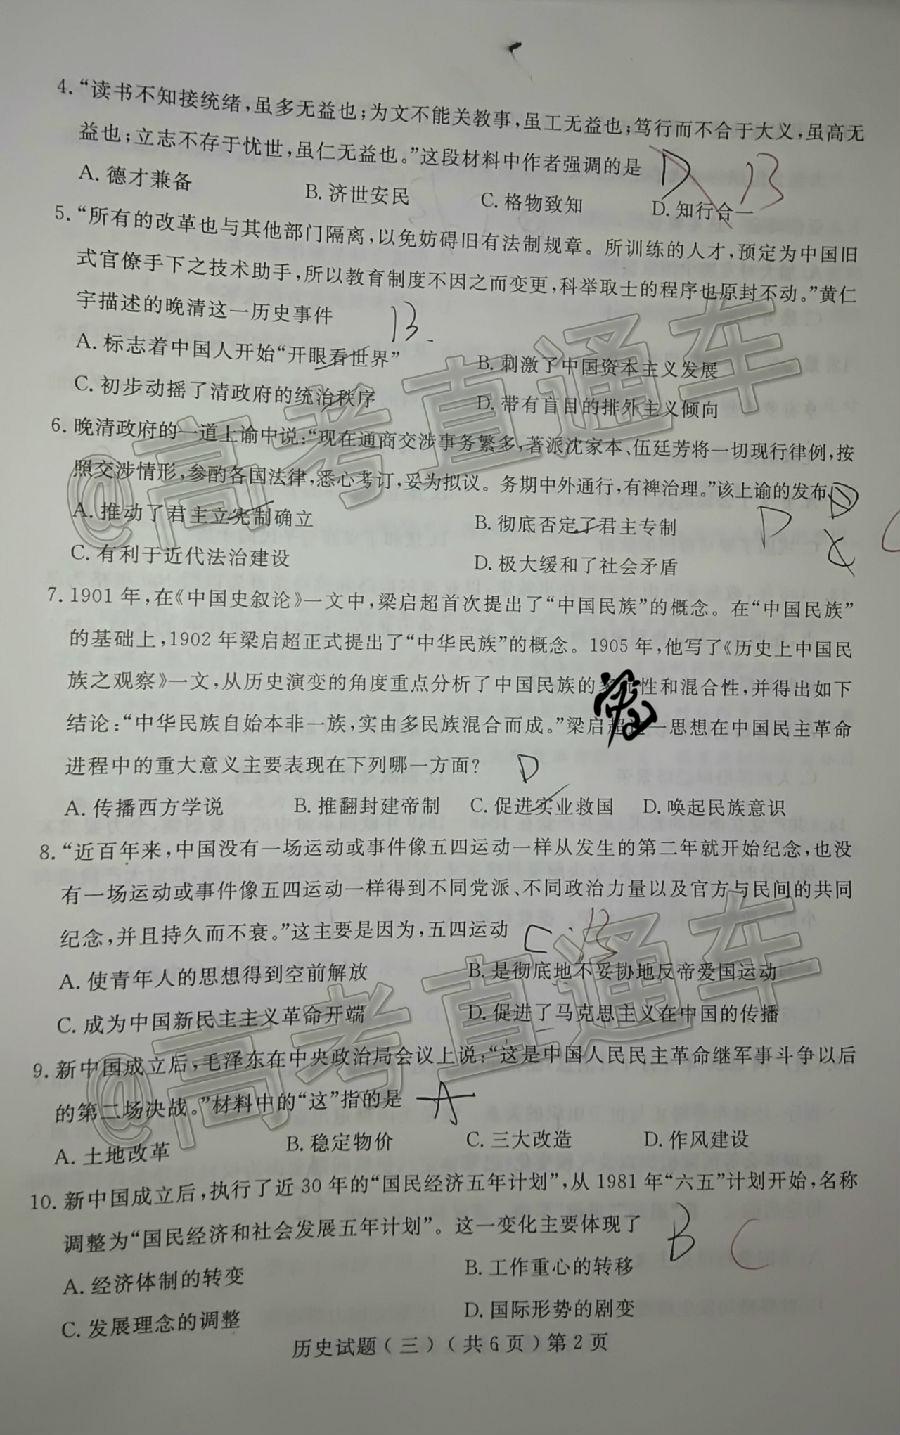 4.“读书不知接统绪,虽多无益也;为文不能关教事,虽工无益也;笃行而不合于大义,虽高无
益也;立志不存于忧世,虽仁无益也。”这段材料中作者强调的是 D B
A. 德才兼备 B. 济世安民 C. 格物致知 D. 知行合一
5.“所有的改革也与其他部门隔离,以免妨碍旧有法制规章。所训练的人才,预定为中国旧
式官僚手下之技术助手,所以教育制度不因之而变更,科举取士的程序也原封不动。”黄仁
宇描述的晚清这一历史事件 B
A. 标志着中国人开始“开眼看世界” B. 刺激了中国资本主义发展
C. 初步动摇了清政府的统治秩序 D. 带有盲目的排外主义倾向
6. 晚清政府的一道上谕中说:“现在通商交涉事务繁多,著派沈家本、伍廷芳将一切现行律例,按
照交涉情形,参酌各国法律,悉心考订,妥为拟议。务期中外通行,有裨治理。”该上谕的发布
A. 推动了君主立宪制确立 B. 彻底否定了君主专制 D
C. 有利于近代法治建设 D. 极大缓和了社会矛盾
7. 1901 年,在《中国史叙论》一文中,梁启超首次提出了“中国民族”的概念。在“中国民族”
的基础上,1902 年梁启超正式提出了“中华民族”的概念。1905 年,他写了《历史上中国民
族之观察》一文,从历史演变的角度重点分析了中国民族的多元性和混合性,并得出如下
结论:“中华民族自始本非一族,实由多民族混合而成。”梁启超这一思想在中国民主革命
进程中的重大意义主要表现在下列哪一方面? D
A. 传播西方学说 B. 推翻封建帝制 C. 促进实业救国 D. 唤起民族意识
8.“近百年来,中国没有一场运动或事件像五四运动一样从发生的第二年就开始纪念,也没
有一场运动或事件像五四运动一样得到不同党派、不同政治力量以及官方与民间的共同
纪念,并且持久而不衰。”这主要是因为,五四运动 C B
A. 使青年人的思想得到空前解放 B. 是彻底地不妥协地反帝爱国运动
C. 成为中国新民主主义革命开端 D. 促进了马克思主义在中国的传播
9. 新中国成立后,毛泽东在中央政治局会议上说:“这是中国人民民主革命继军事斗争以后
的第二场决战。”材料中的“这”指的是 A
A. 土地改革 B. 稳定物价 C. 三大改造 D. 作风建设
10. 新中国成立后,执行了近 30 年的“国民经济五年计划”,从 1981 年“六五”计划开始,名称
调整为“国民经济和社会发展五年计划”。这一变化主要体现了 B C
A. 经济体制的转变 B. 工作重心的转移
C. 发展理念的调整 D. 国际形势的剧变
历史试题(三)(共 6 页)第 2 页
@高考直通车
@高考直通车